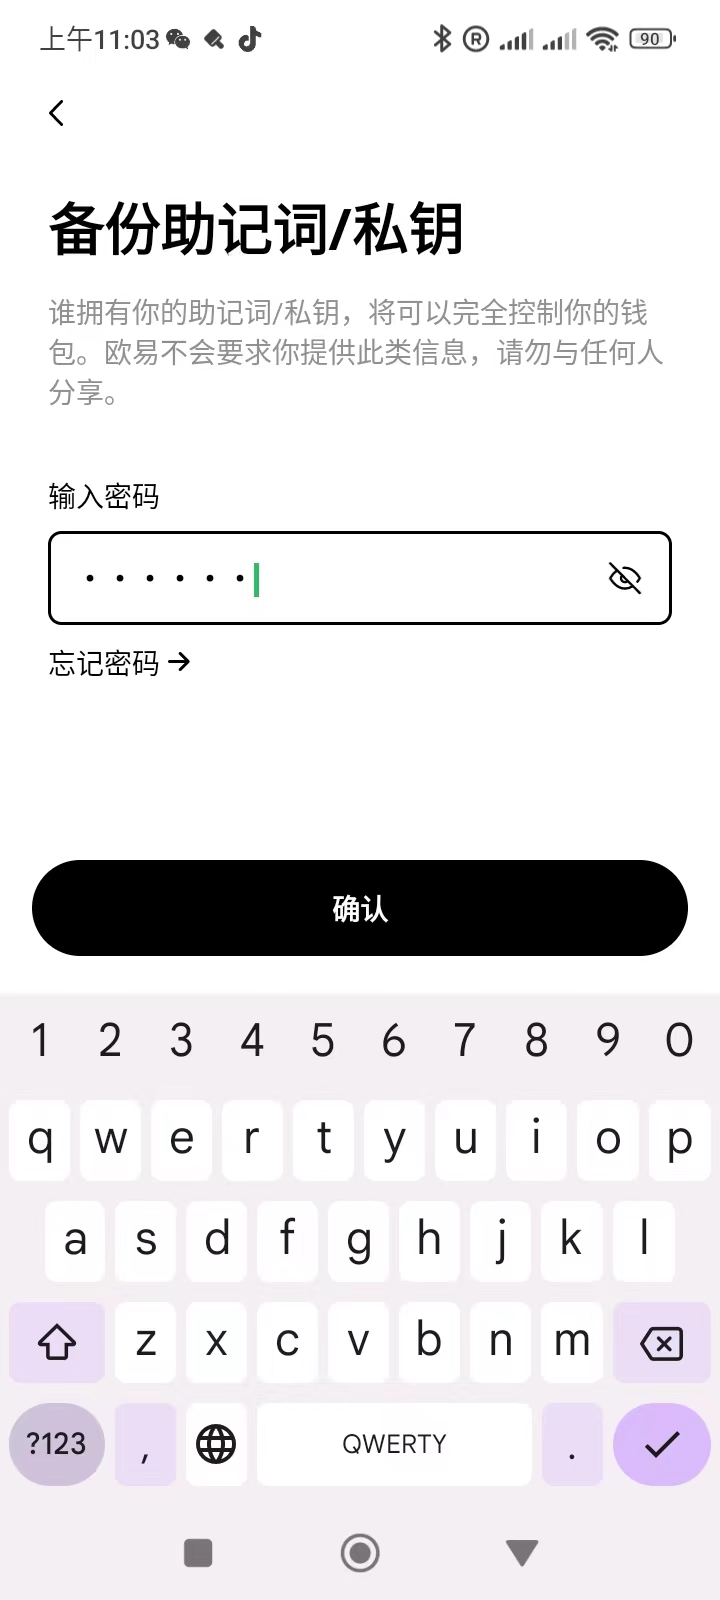 上午11:03
90
备份助记词/私钥
谁拥有你的助记词/私钥，将可以完全控制你的钱
包。欧易不会要求你提供此类信息，请勿与任何人
分享。
输入密码
••••••
忘记密码 →
确认
1 2 3 4 5 6 7 8 9 0
q w e r t y u i o p
a s d f g h j k l
z x c v b n m
?123 , QWERTY .